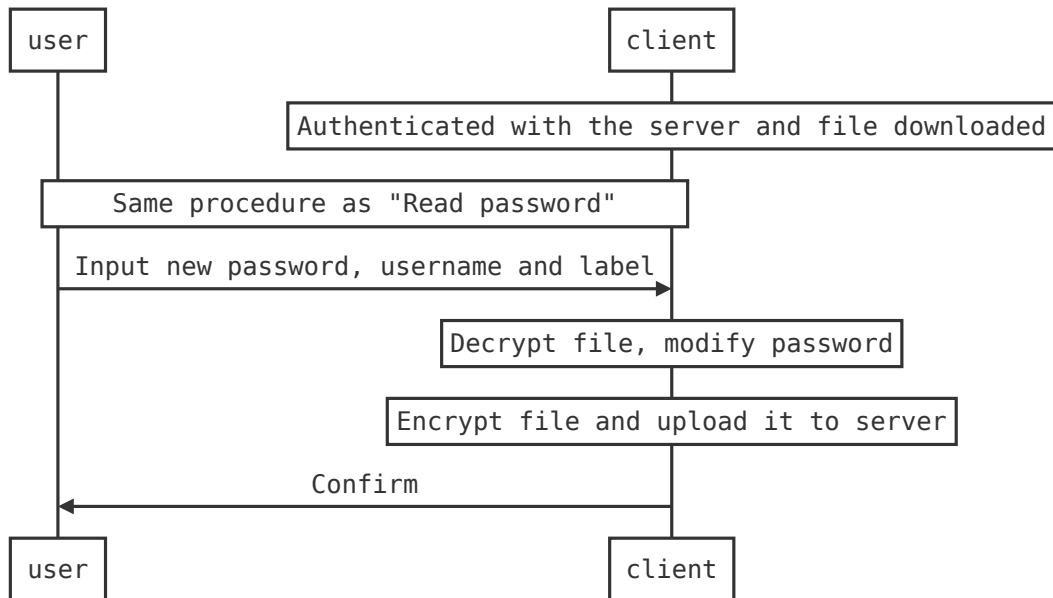 user
client
Authenticated with the server and file downloaded
Same procedure as "Read password"
Input new password, username and label
Decrypt file, modify password
Encrypt file and upload it to server
Confirm
user
client